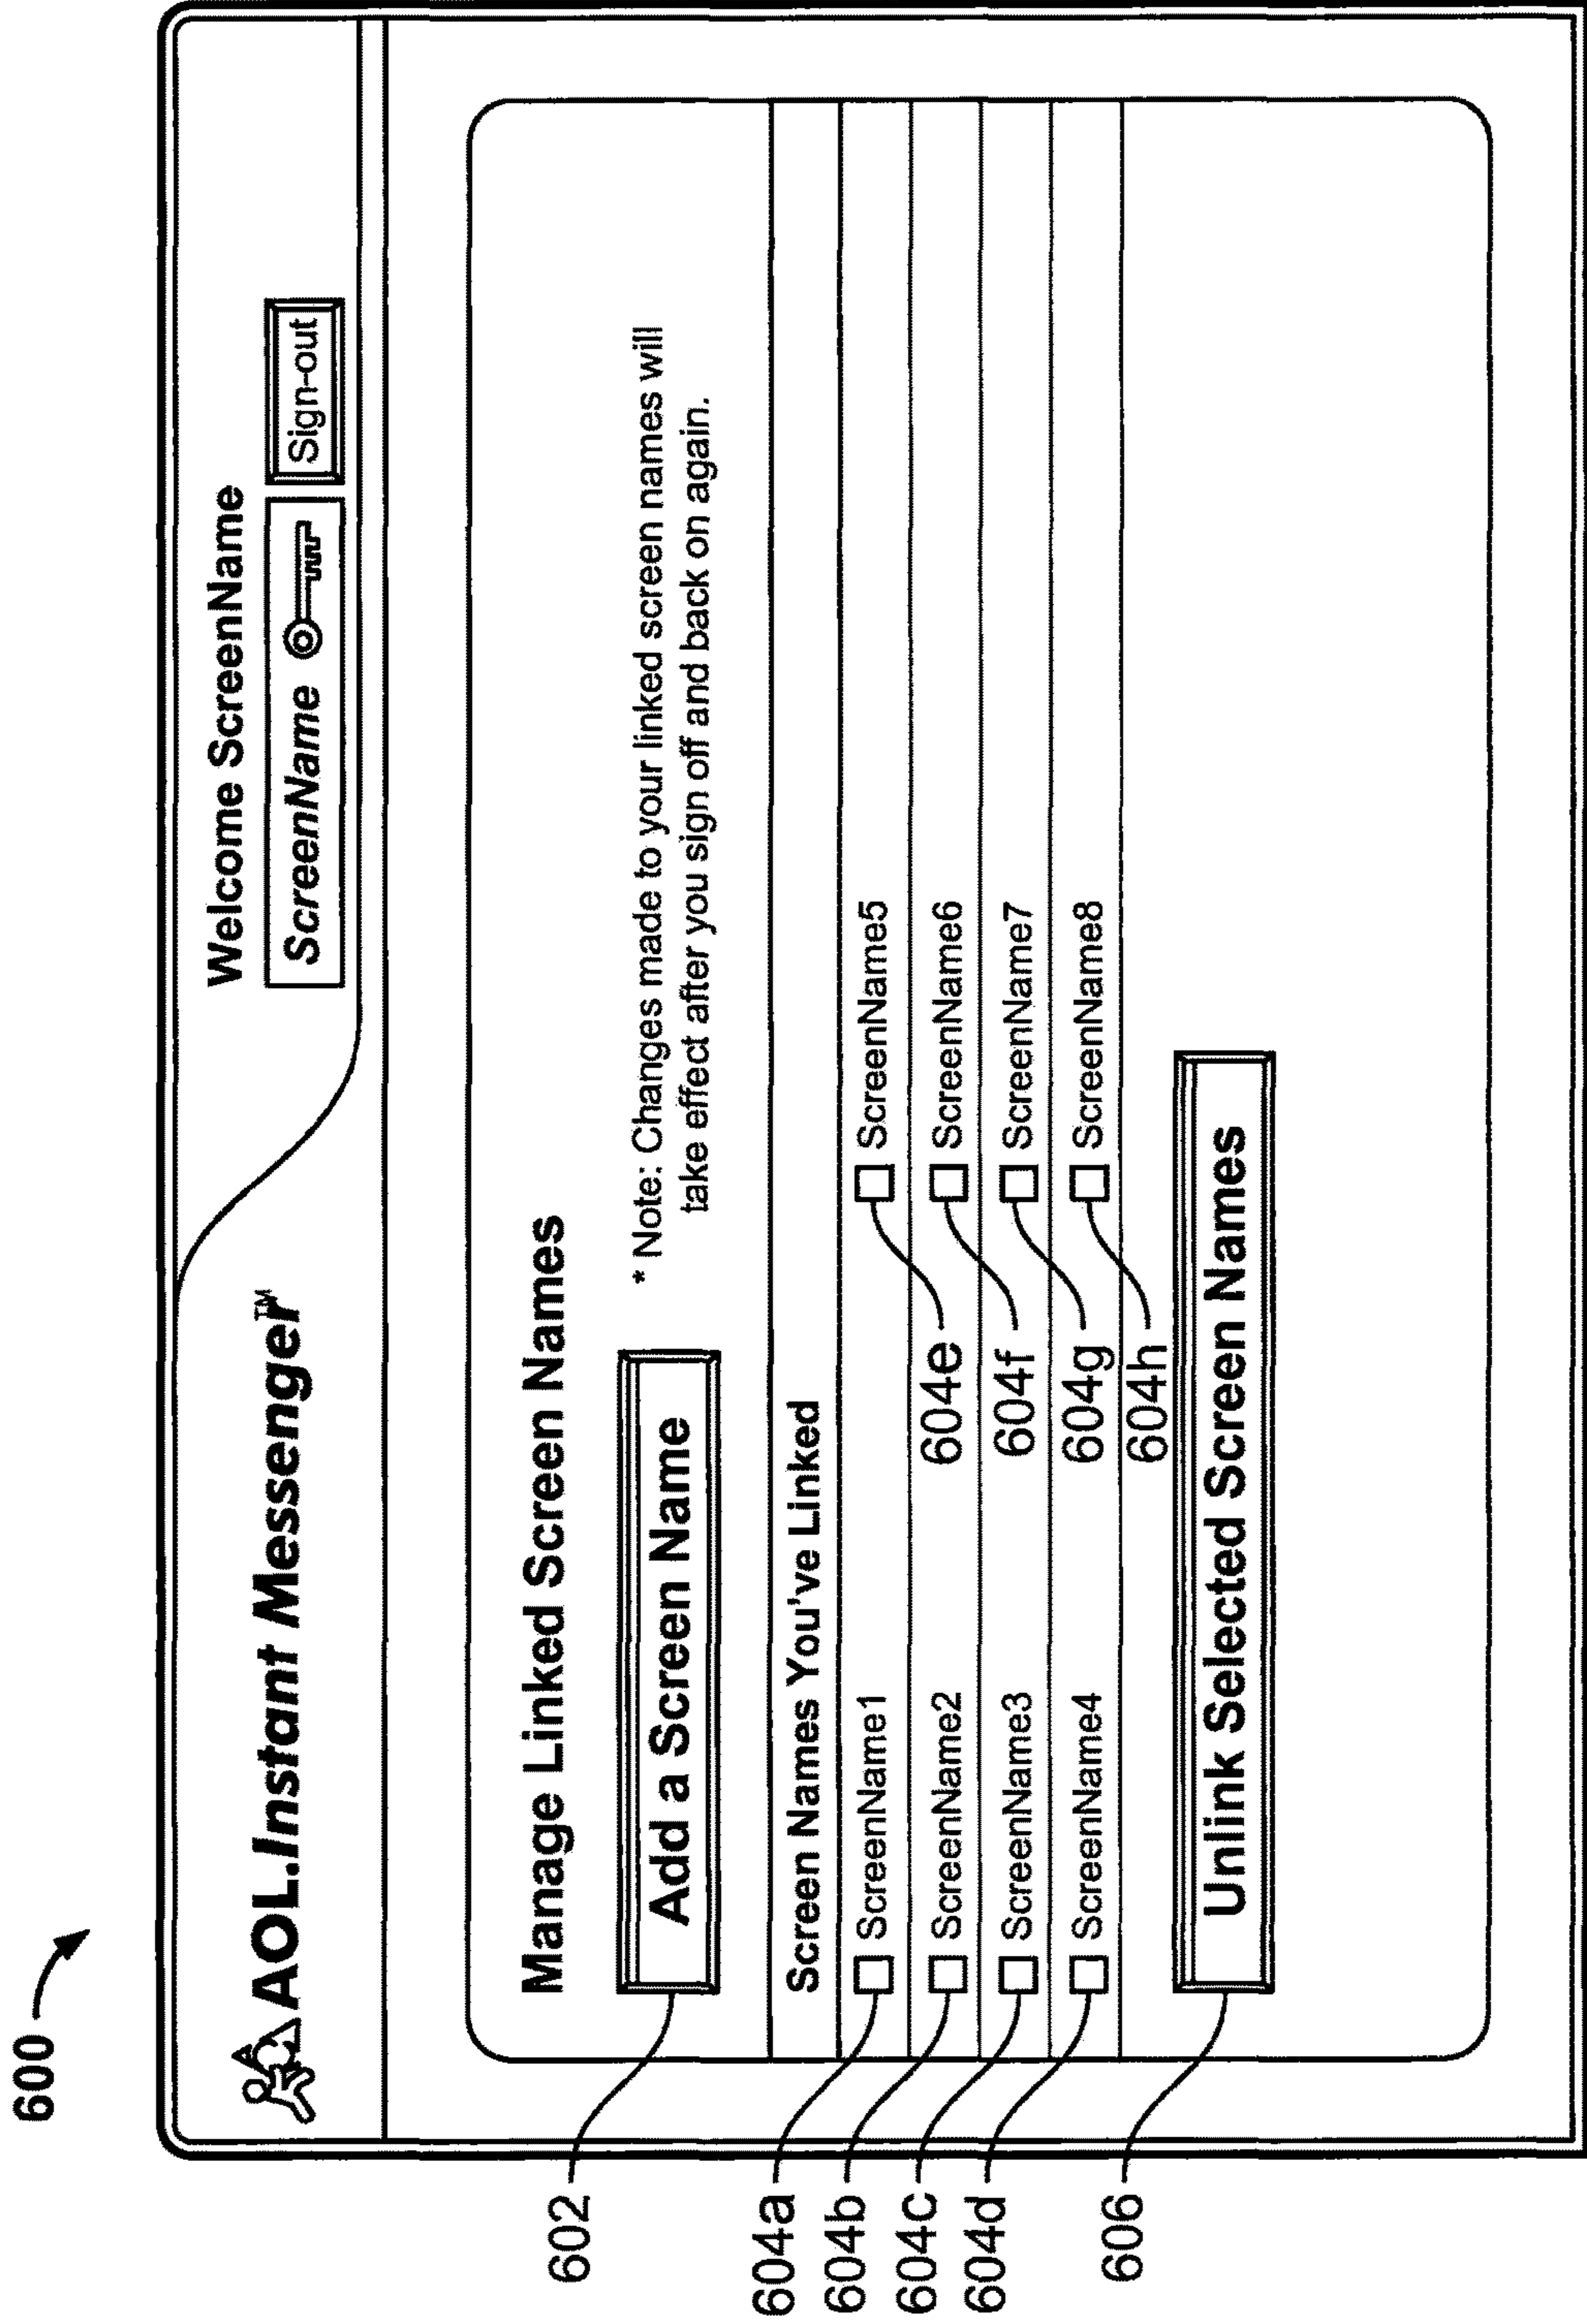 600
AOL.Instant Messenger™
Welcome ScreenName
ScreenName
Sign-out
Manage Linked Screen Names
602
Add a Screen Name
* Note: Changes made to your linked screen names will
take effect after you sign off and back on again.
Screen Names You've Linked
604a
ScreenName1
604e
ScreenName5
604b
ScreenName2
604f
ScreenName6
604c
ScreenName3
604g
ScreenName7
604d
ScreenName4
604h
ScreenName8
606
Unlink Selected Screen Names